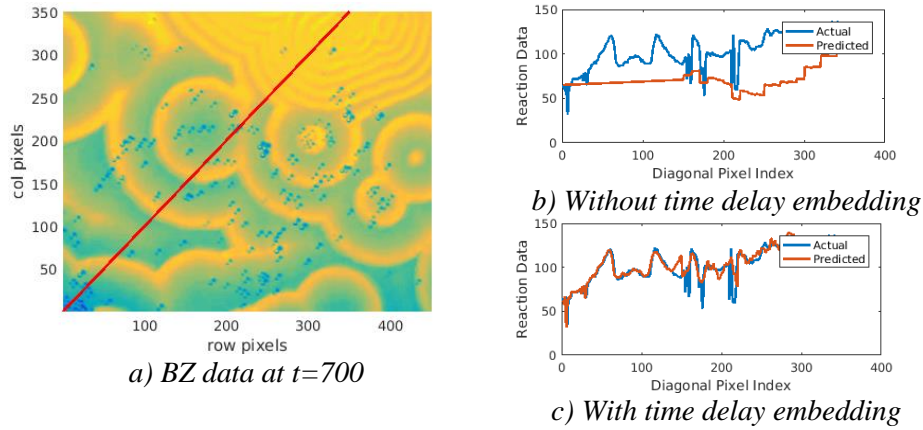 350
300
250
200
150
100
50
col pixels
100
200
300
400
row pixels
a) BZ data at t=700
150
100
50
0
Reaction Data
Actual
Predicted
0
100
200
300
400
Diagonal Pixel Index
b) Without time delay embedding
150
100
50
0
Reaction Data
Actual
Predicted
0
100
200
300
400
Diagonal Pixel Index
c) With time delay embedding